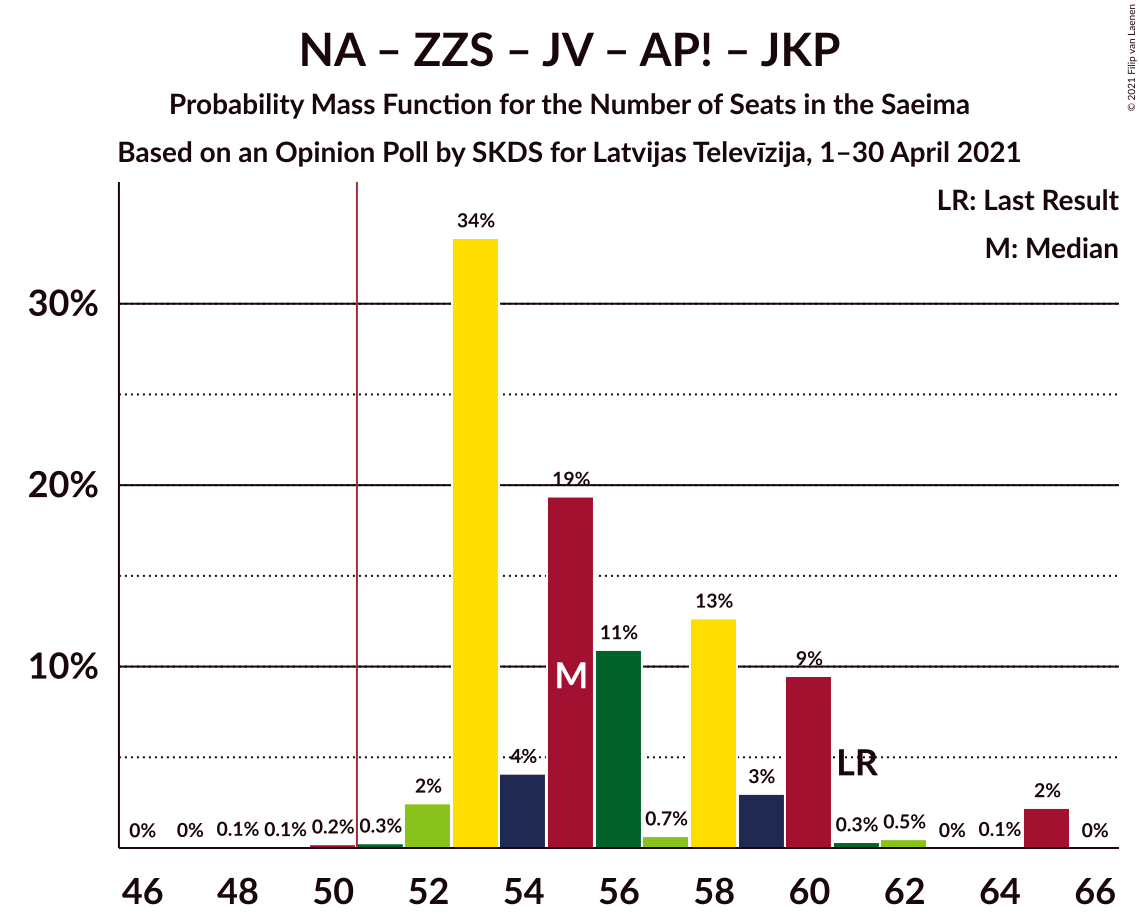 NA – ZZS – JV – AP! – JKP
Probability Mass Function for the Number of Seats in the Saeima
Based on an Opinion Poll by SKDS for Latvijas Televīzija, 1–30 April 2021
© 2021 Filip van Laenen
LR: Last Result
M: Median
30%
20%
10%
0%
0%
0.1%
0.1%
0.2%
0.3%
2%
34%
4%
19%
11%
0.7%
13%
3%
9%
0.3%
0.5%
0%
0.1%
2%
0%
M
LR
46 48 50 52 54 56 58 60 62 64 66